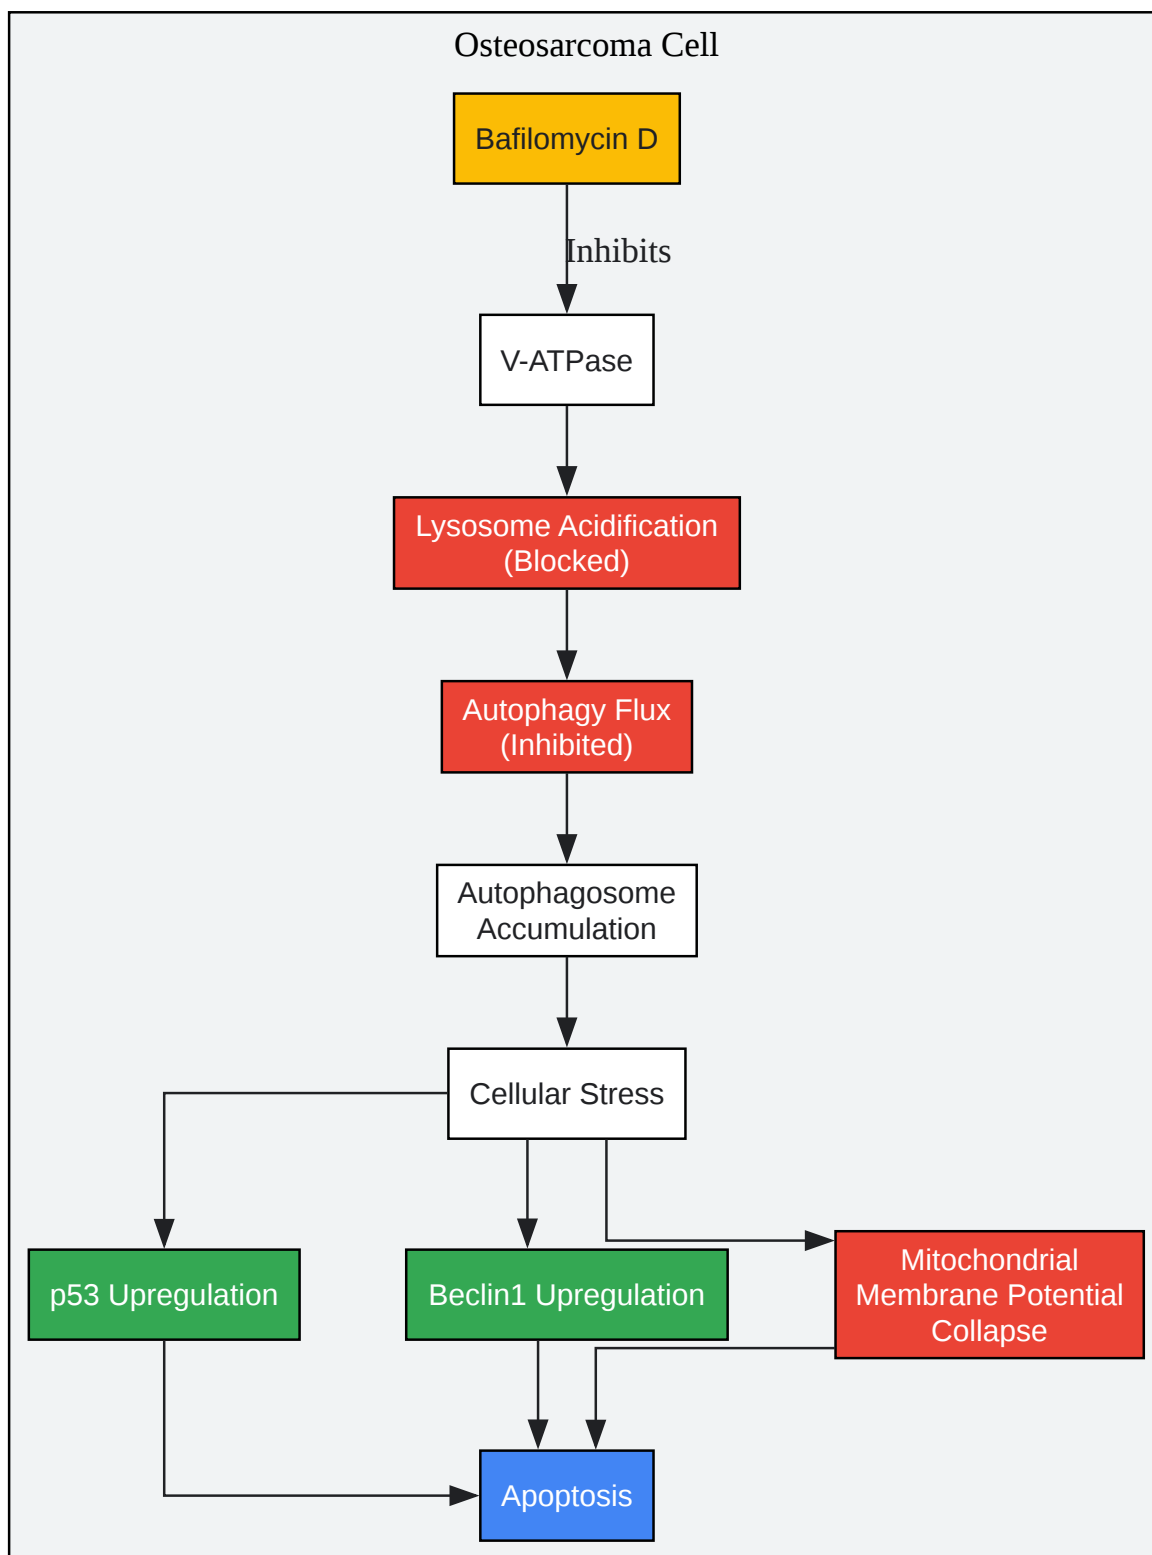 Osteosarcoma Cell
Bafilomycin D
Inhibits
V-ATPase
Lysosome Acidification
(Blocked)
Autophagy Flux
(Inhibited)
Autophagosome
Accumulation
Cellular Stress
p53 Upregulation
Beclin1 Upregulation
Mitochondrial
Membrane Potential
Collapse
Apoptosis